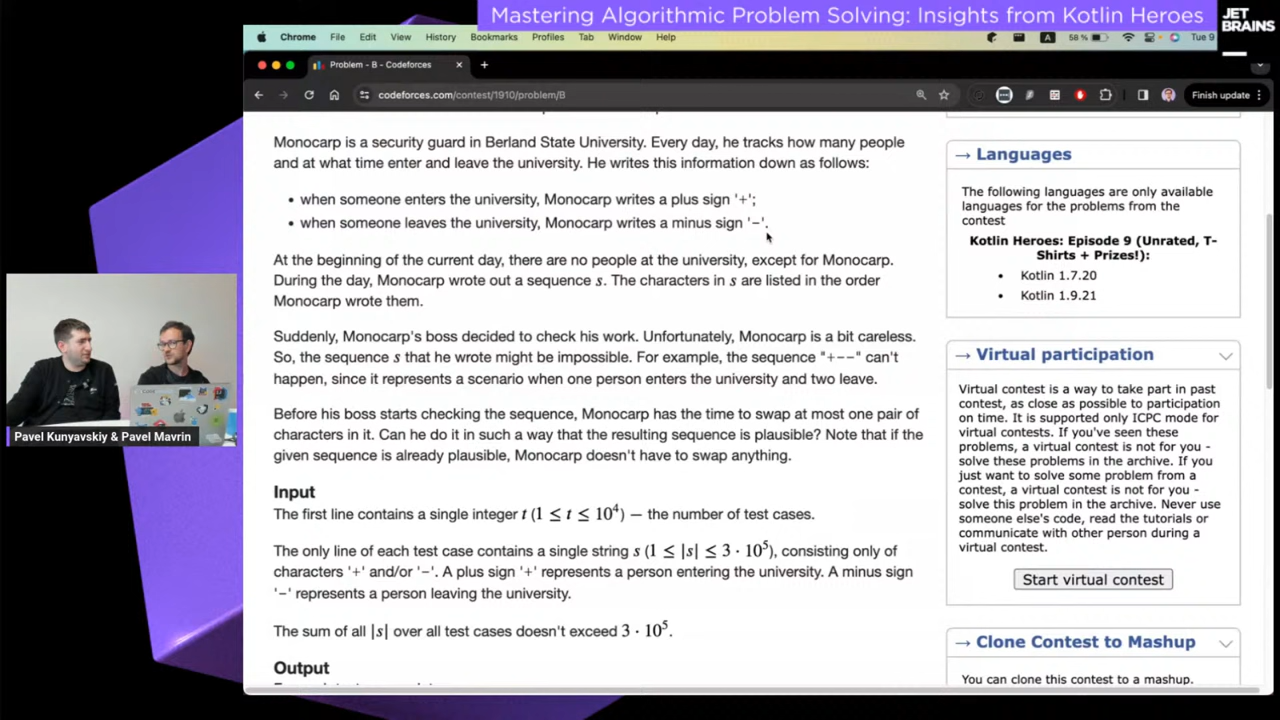 Mastering Algorithmic Problem Solving: Insights from Kotlin Heroes
JET
BRAINS
Chrome File Edit View History Bookmarks Profiles Tab Window Help
A 58 % Tue 9
Problem - B - Codeforces
codeforces.com/contest/1910/problem/B
Finish update
Monocarp is a security guard in Berland State University. Every day, he tracks how many people
and at what time enter and leave the university. He writes this information down as follows:
• when someone enters the university, Monocarp writes a plus sign '+';
• when someone leaves the university, Monocarp writes a minus sign '−'.
At the beginning of the current day, there are no people at the university, except for Monocarp.
During the day, Monocarp wrote out a sequence s. The characters in s are listed in the order
Monocarp wrote them.
Suddenly, Monocarp's boss decided to check his work. Unfortunately, Monocarp is a bit careless.
So, the sequence s that he wrote might be impossible. For example, the sequence "+−−" can't
happen, since it represents a scenario when one person enters the university and two leave.
Before his boss starts checking the sequence, Monocarp has the time to swap at most one pair of
characters in it. Can he do it in such a way that the resulting sequence is plausible? Note that if the
given sequence is already plausible, Monocarp doesn't have to swap anything.
Input
The first line contains a single integer t (1 ≤ t ≤ 10⁴) — the number of test cases.
The only line of each test case contains a single string s (1 ≤ |s| ≤ 3 · 10⁵), consisting only of
characters '+' and/or '−'. A plus sign '+' represents a person entering the university. A minus sign
'−' represents a person leaving the university.
The sum of all |s| over all test cases doesn't exceed 3 · 10⁵.
Output
→ Languages
The following languages are only available
languages for the problems from the
contest
Kotlin Heroes: Episode 9 (Unrated, T-
Shirts + Prizes!):
• Kotlin 1.7.20
• Kotlin 1.9.21
→ Virtual participation
Virtual contest is a way to take part in past
contest, as close as possible to participation
on time. It is supported only ICPC mode for
virtual contests. If you've seen these
problems, a virtual contest is not for you -
solve these problems in the archive. If you
just want to solve some problem from a
contest, a virtual contest is not for you -
solve this problem in the archive. Never use
someone else's code, read the tutorials or
communicate with other person during a
virtual contest.
Start virtual contest
→ Clone Contest to Mashup
You can clone this contest to a mashup.
Pavel Kunyavskiy & Pavel Mavrin